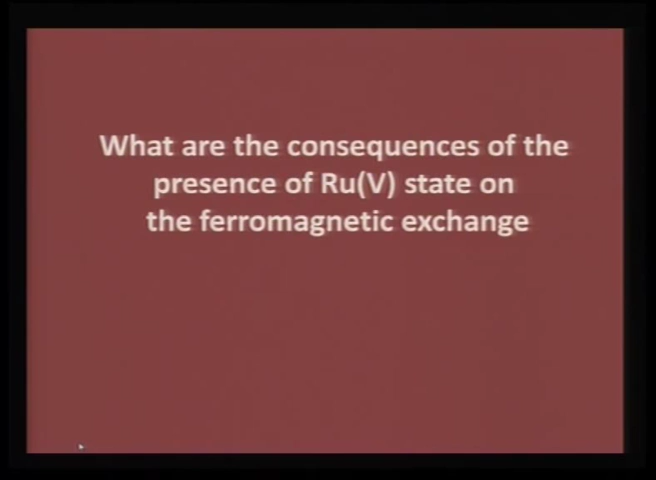 What are the consequences of the
presence of Ru(V) state on
the ferromagnetic exchange